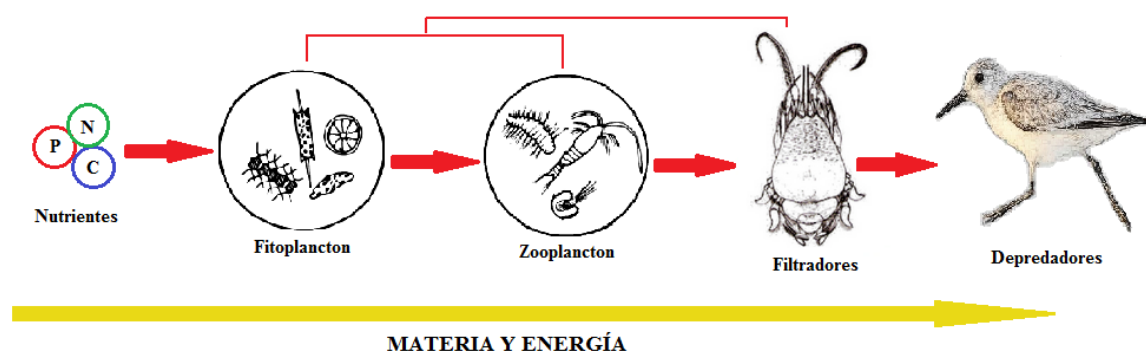 N
P
C
Nutrientes
Fitoplancton
Zooplancton
Filtradores
Depredadores
MATERIA Y ENERGÍA